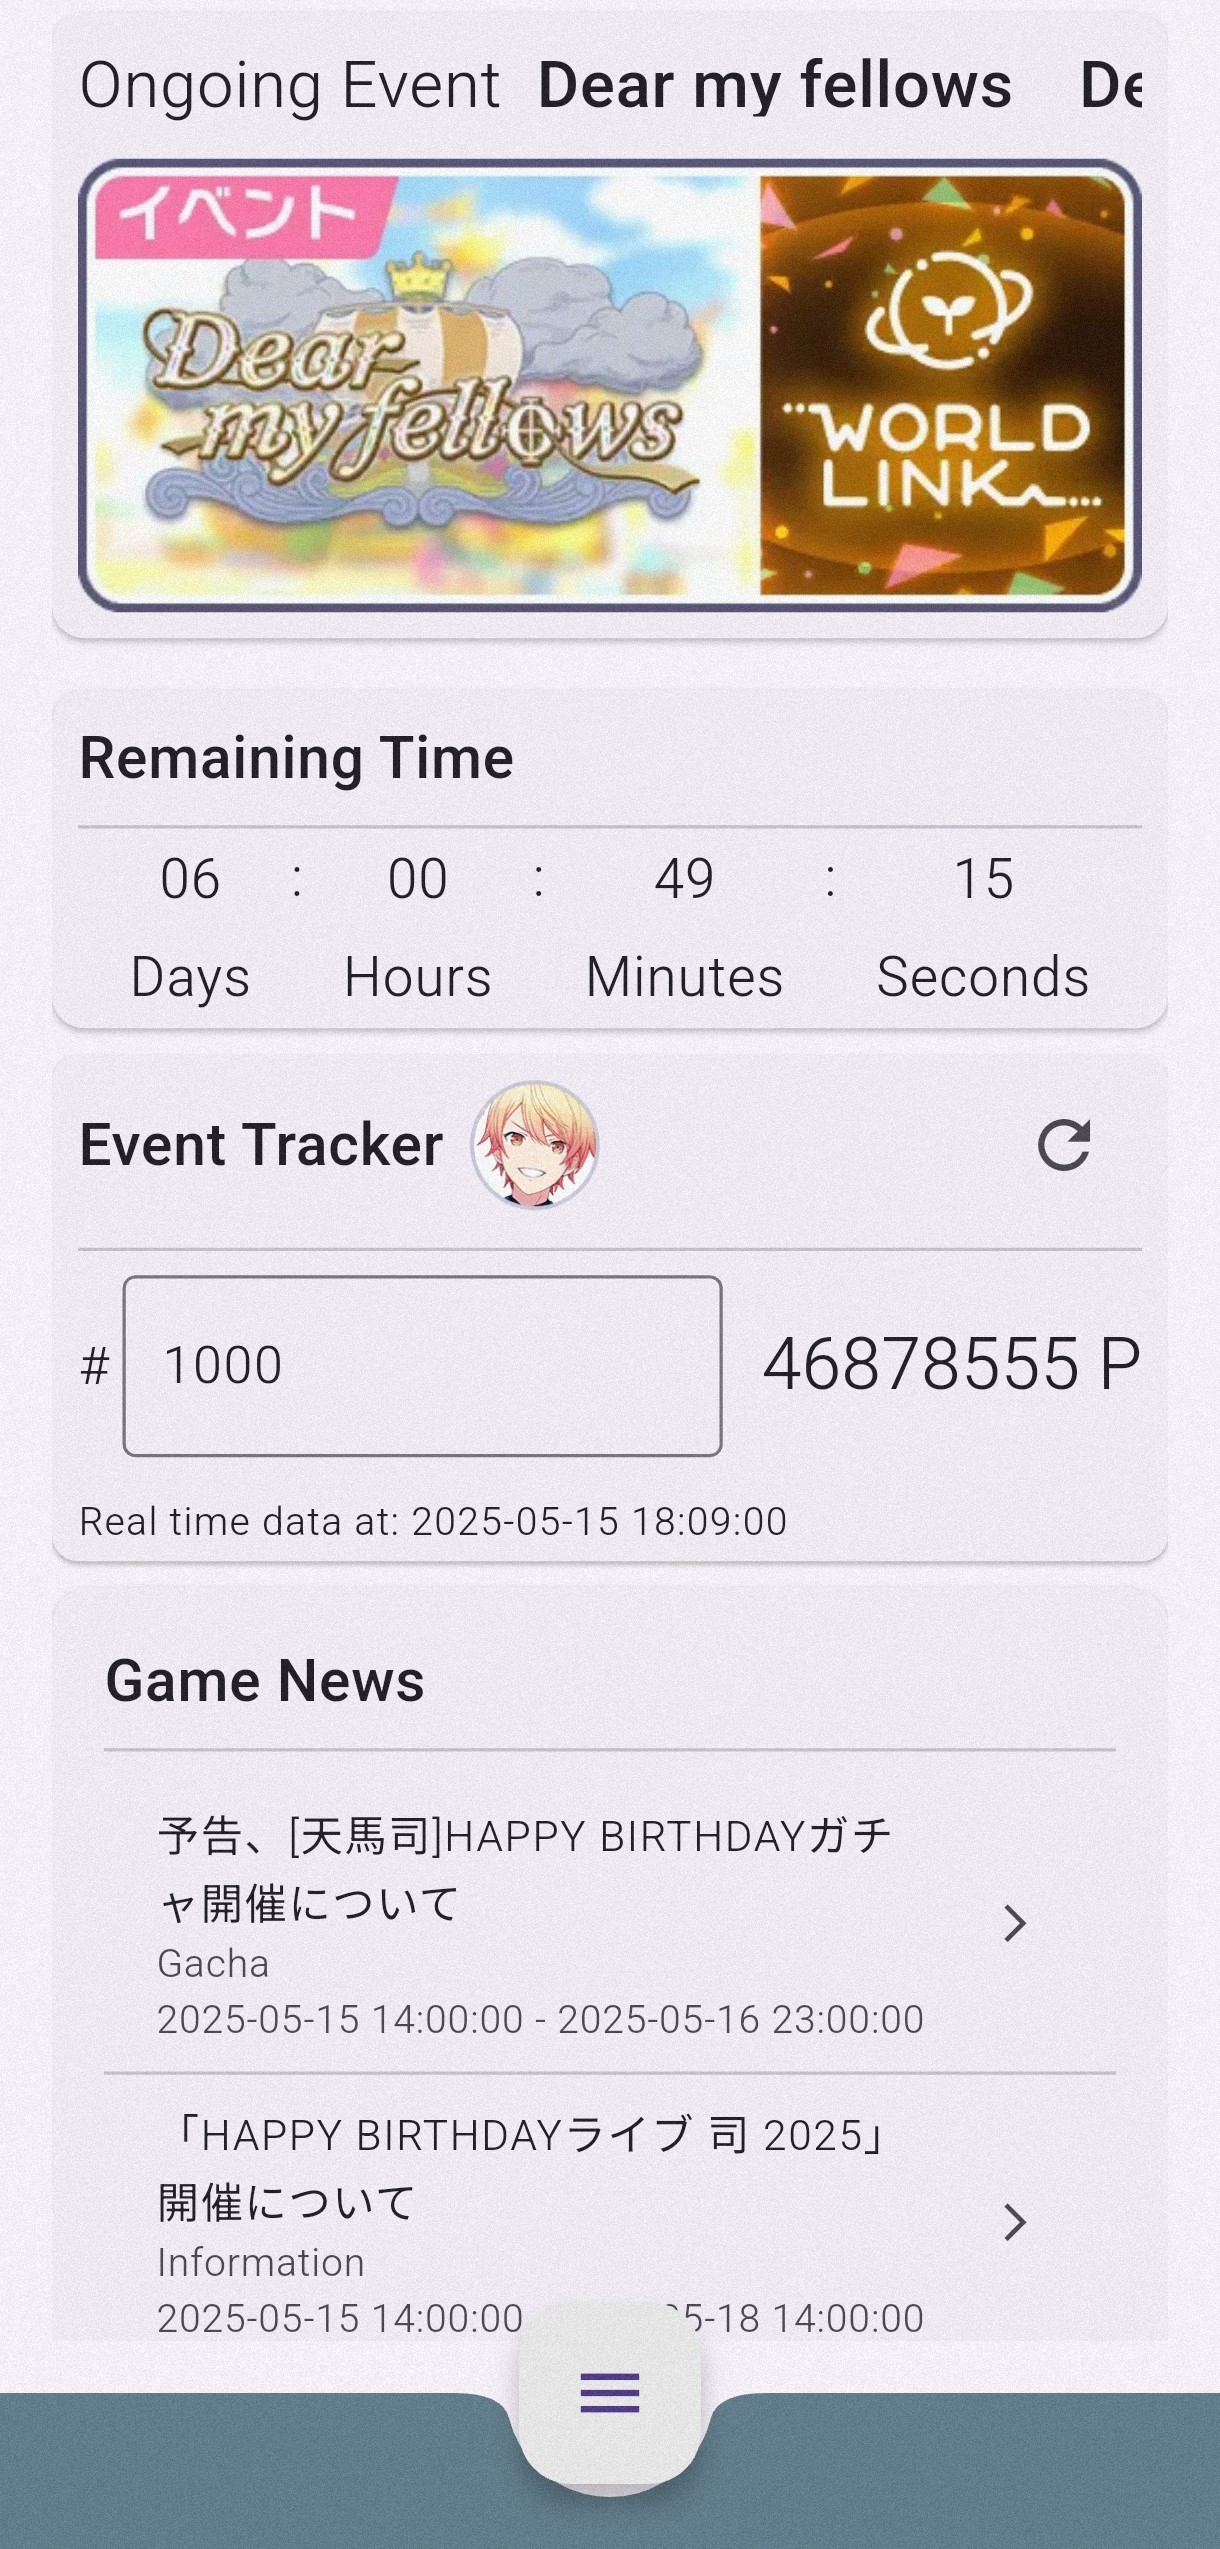 Ongoing Event Dear my fellows De
イベント
Dear
my fellows
WORLD
LINK
Remaining Time
06 : 00 : 49 : 15
Days Hours Minutes Seconds
Event Tracker
# 1000 46878555 P
Real time data at: 2025-05-15 18:09:00
Game News
予告、[天馬司]HAPPY BIRTHDAYガチ
ャ開催について
Gacha
2025-05-15 14:00:00 - 2025-05-16 23:00:00
「HAPPY BIRTHDAYライブ 司 2025」
開催について
Information
2025-05-15 14:00:00 5-18 14:00:00